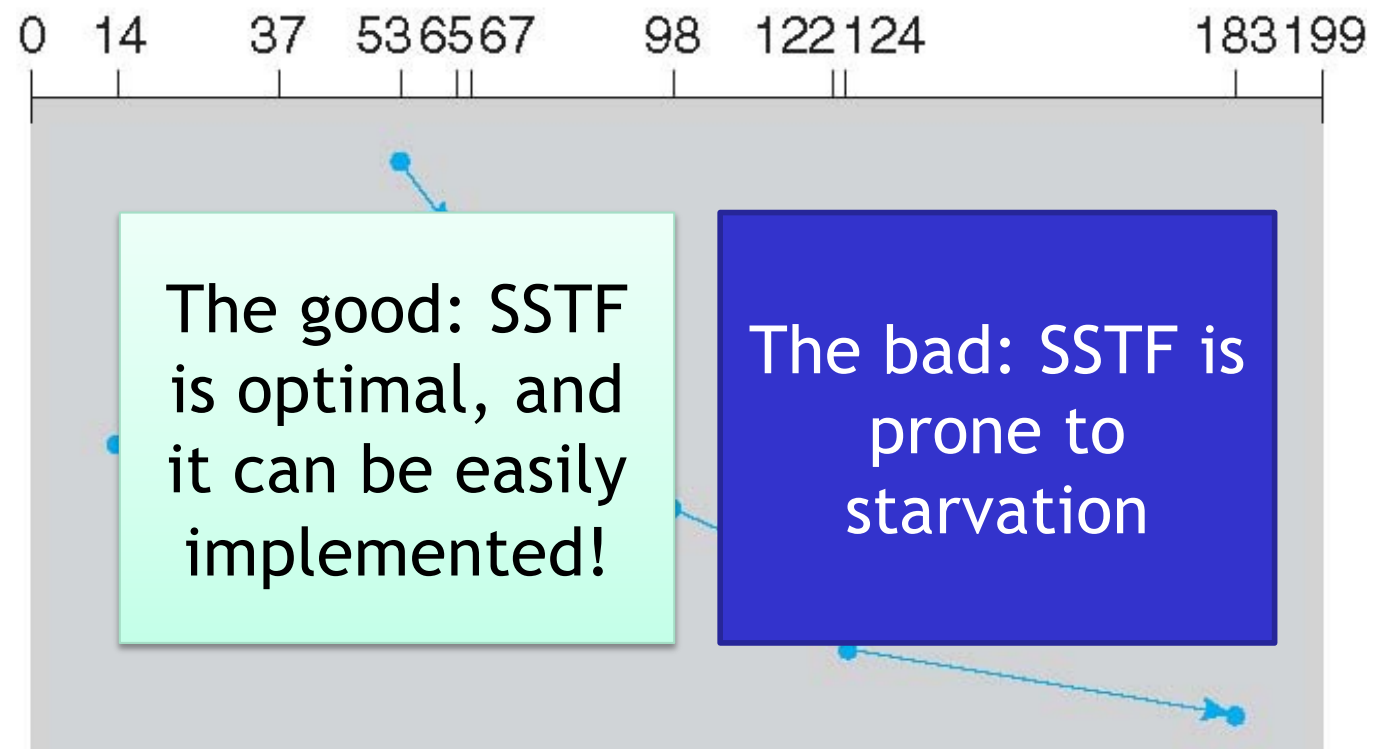 0 14 37 53 65 67 98 122 124 183 199
The good: SSTF
is optimal, and
it can be easily
implemented!
The bad: SSTF is
prone to
starvation